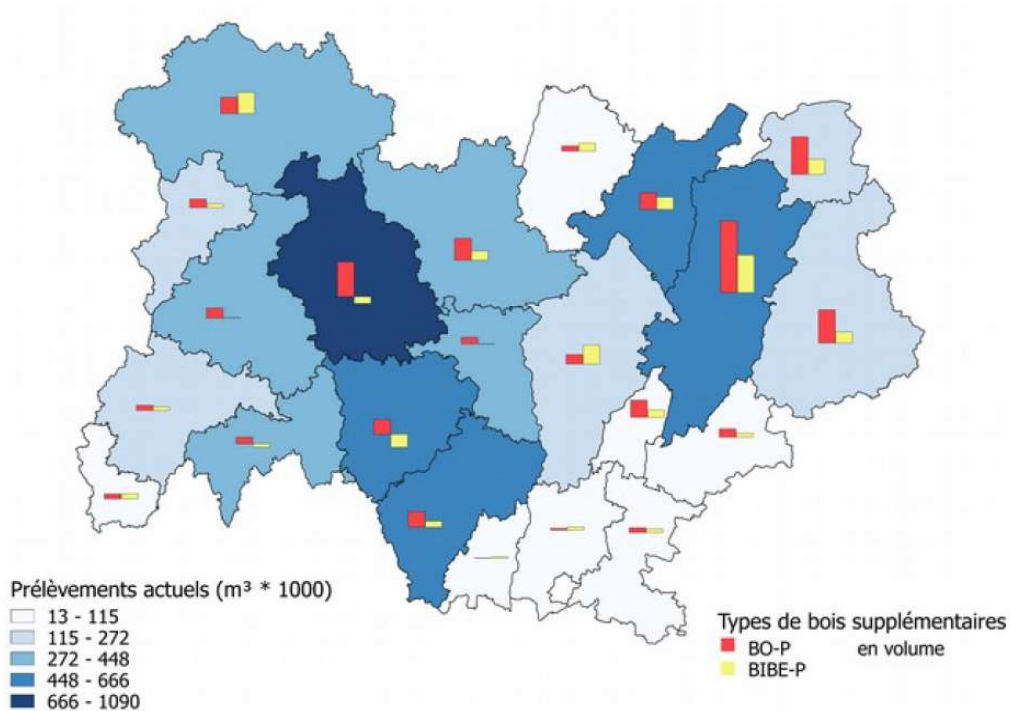 Prélèvements actuels (m³ * 1000)
13 - 115
115 - 272
272 - 448
448 - 666
666 - 1090
Types de bois supplémentaires
en volume
BO-P
BIBE-P